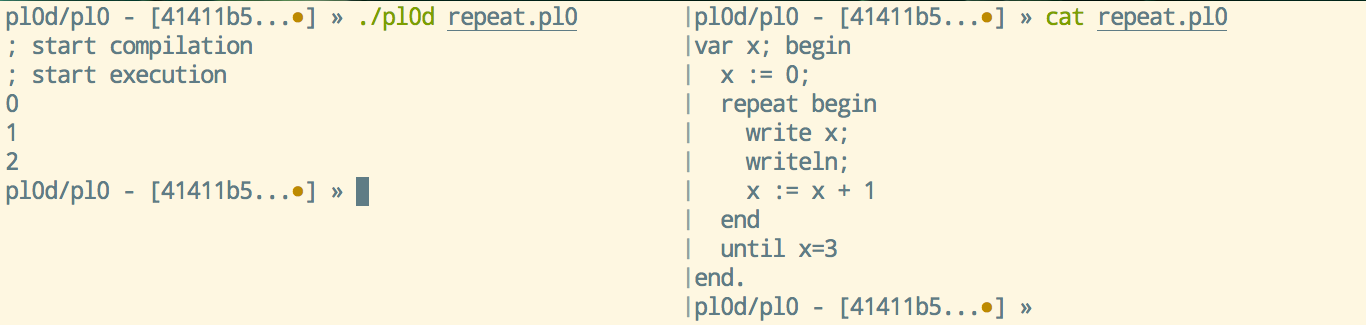 pl0d/pl0 - [41411b5...●] » ./pl0d repeat.pl0
; start compilation
; start execution
0
1
2
pl0d/pl0 - [41411b5...●] »
|pl0d/pl0 - [41411b5...●] » cat repeat.pl0
|var x; begin
|  x := 0;
|  repeat begin
|    write x;
|    writeln;
|    x := x + 1
|  end
|  until x=3
|end.
|pl0d/pl0 - [41411b5...●] »